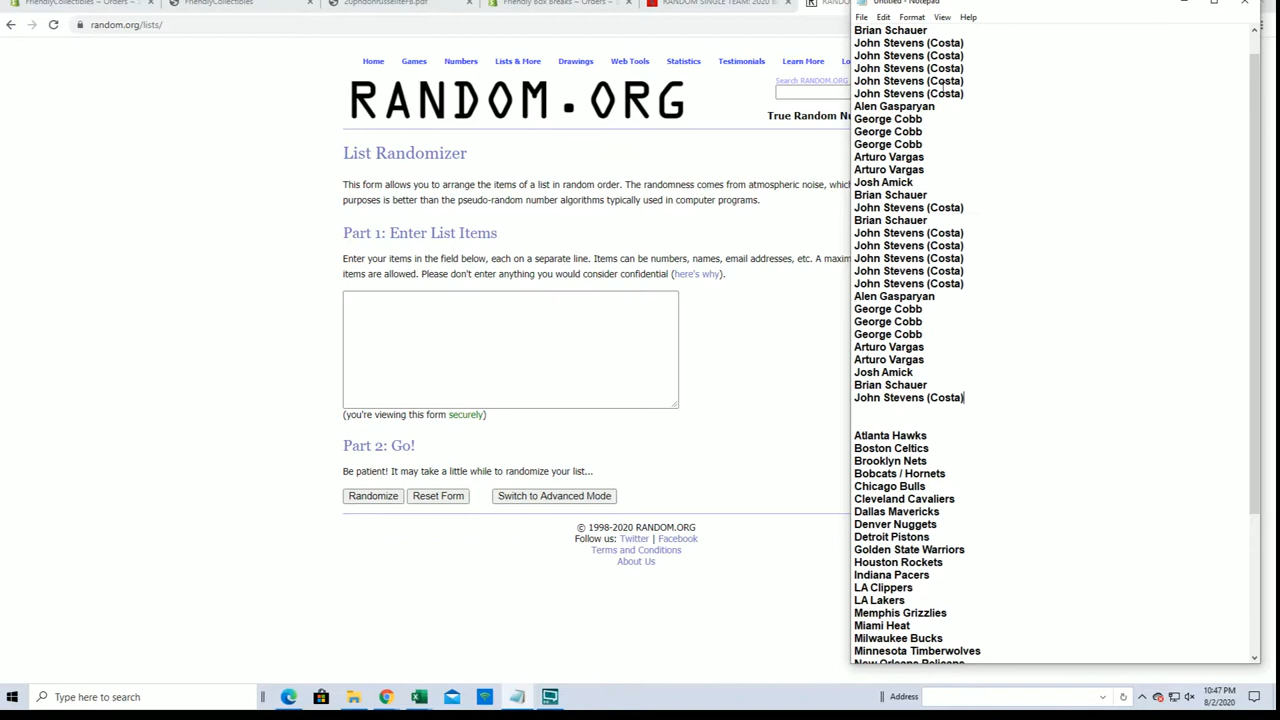 FriendlyCollectibles – Orders –
FriendlyCollectibles
Friendly Box Breaks – Orders –
RANDOM SINGLE TEAM: 2020
Untitled - Notepad
random.org/lists/
File Edit Format View Help
Home Games Numbers Lists & More Drawings Web Tools Statistics Testimonials Learn More
Search RANDOM.ORG
RANDOM.ORG
True Random
List Randomizer
This form allows you to arrange the items of a list in random order. The randomness comes from atmospheric noise, which
purposes is better than the pseudo-random number algorithms typically used in computer programs.
Part 1: Enter List Items
Enter your items in the field below, each on a separate line. Items can be numbers, names, email addresses, etc. A
items are allowed. Please don't enter anything you would consider confidential (here's why).
(you're viewing this form securely)
Part 2: Go!
Be patient! It may take a little while to randomize your list...
Randomize Reset Form Switch to Advanced Mode
© 1998-2020 RANDOM.ORG
Follow us: Twitter | Facebook
Terms and Conditions
About Us
Brian Schauer
John Stevens (Costa)
John Stevens (Costa)
John Stevens (Costa)
John Stevens (Costa)
John Stevens (Costa)
Alen Gasparyan
George Cobb
George Cobb
George Cobb
Arturo Vargas
Arturo Vargas
Josh Amick
Brian Schauer
John Stevens (Costa)
Brian Schauer
John Stevens (Costa)
John Stevens (Costa)
John Stevens (Costa)
John Stevens (Costa)
John Stevens (Costa)
Alen Gasparyan
George Cobb
George Cobb
George Cobb
Arturo Vargas
Arturo Vargas
Josh Amick
Brian Schauer
John Stevens (Costa)
Atlanta Hawks
Boston Celtics
Brooklyn Nets
Bobcats / Hornets
Chicago Bulls
Cleveland Cavaliers
Dallas Mavericks
Denver Nuggets
Detroit Pistons
Golden State Warriors
Houston Rockets
Indiana Pacers
LA Clippers
LA Lakers
Memphis Grizzlies
Miami Heat
Milwaukee Bucks
Minnesota Timberwolves
New Orleans Pelicans
Type here to search
Address
10:47 PM
8/2/2020